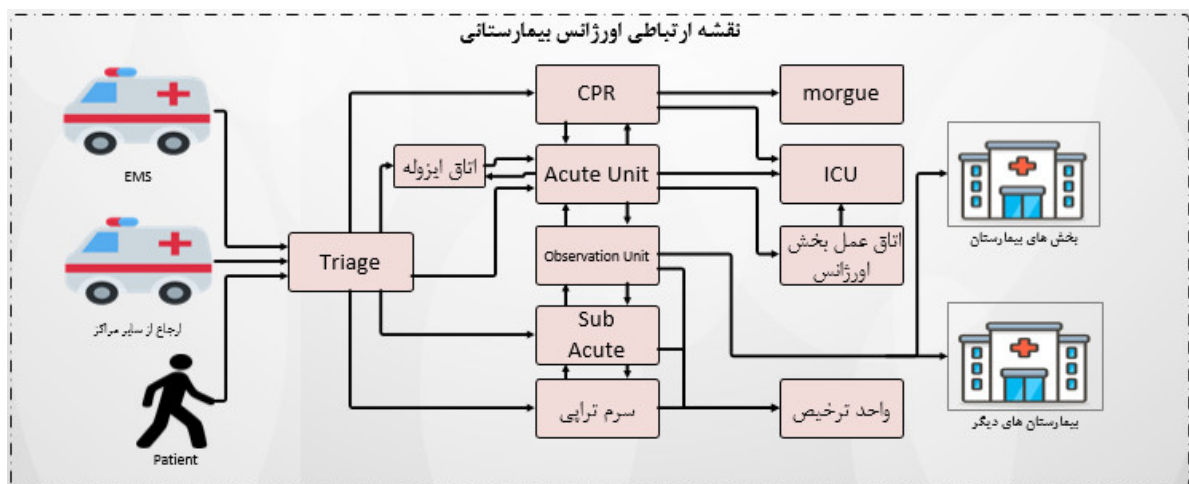 نقشه ارتباطی اورژانس بیمارستانی
EMS
ارجاع از سایر مراکز
Patient
Triage
اتاق ایزوله
CPR
Acute Unit
Observation Unit
Sub
Acute
سرم تراپی
morgue
ICU
اتاق عمل بخش
اورژانس
واحد ترخیص
بخش های بیمارستان
بیمارستان های دیگر